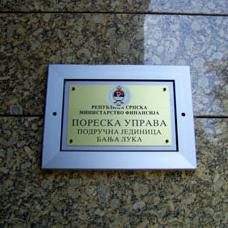 РЕПУБЛИКА СРПСКА
МИНИСТАРСТВО ФИНАНСИЈА
ПОРЕСКА УПРАВА
ПОДРУЧНА ЈЕДИНИЦА
БАЊА ЛУКА